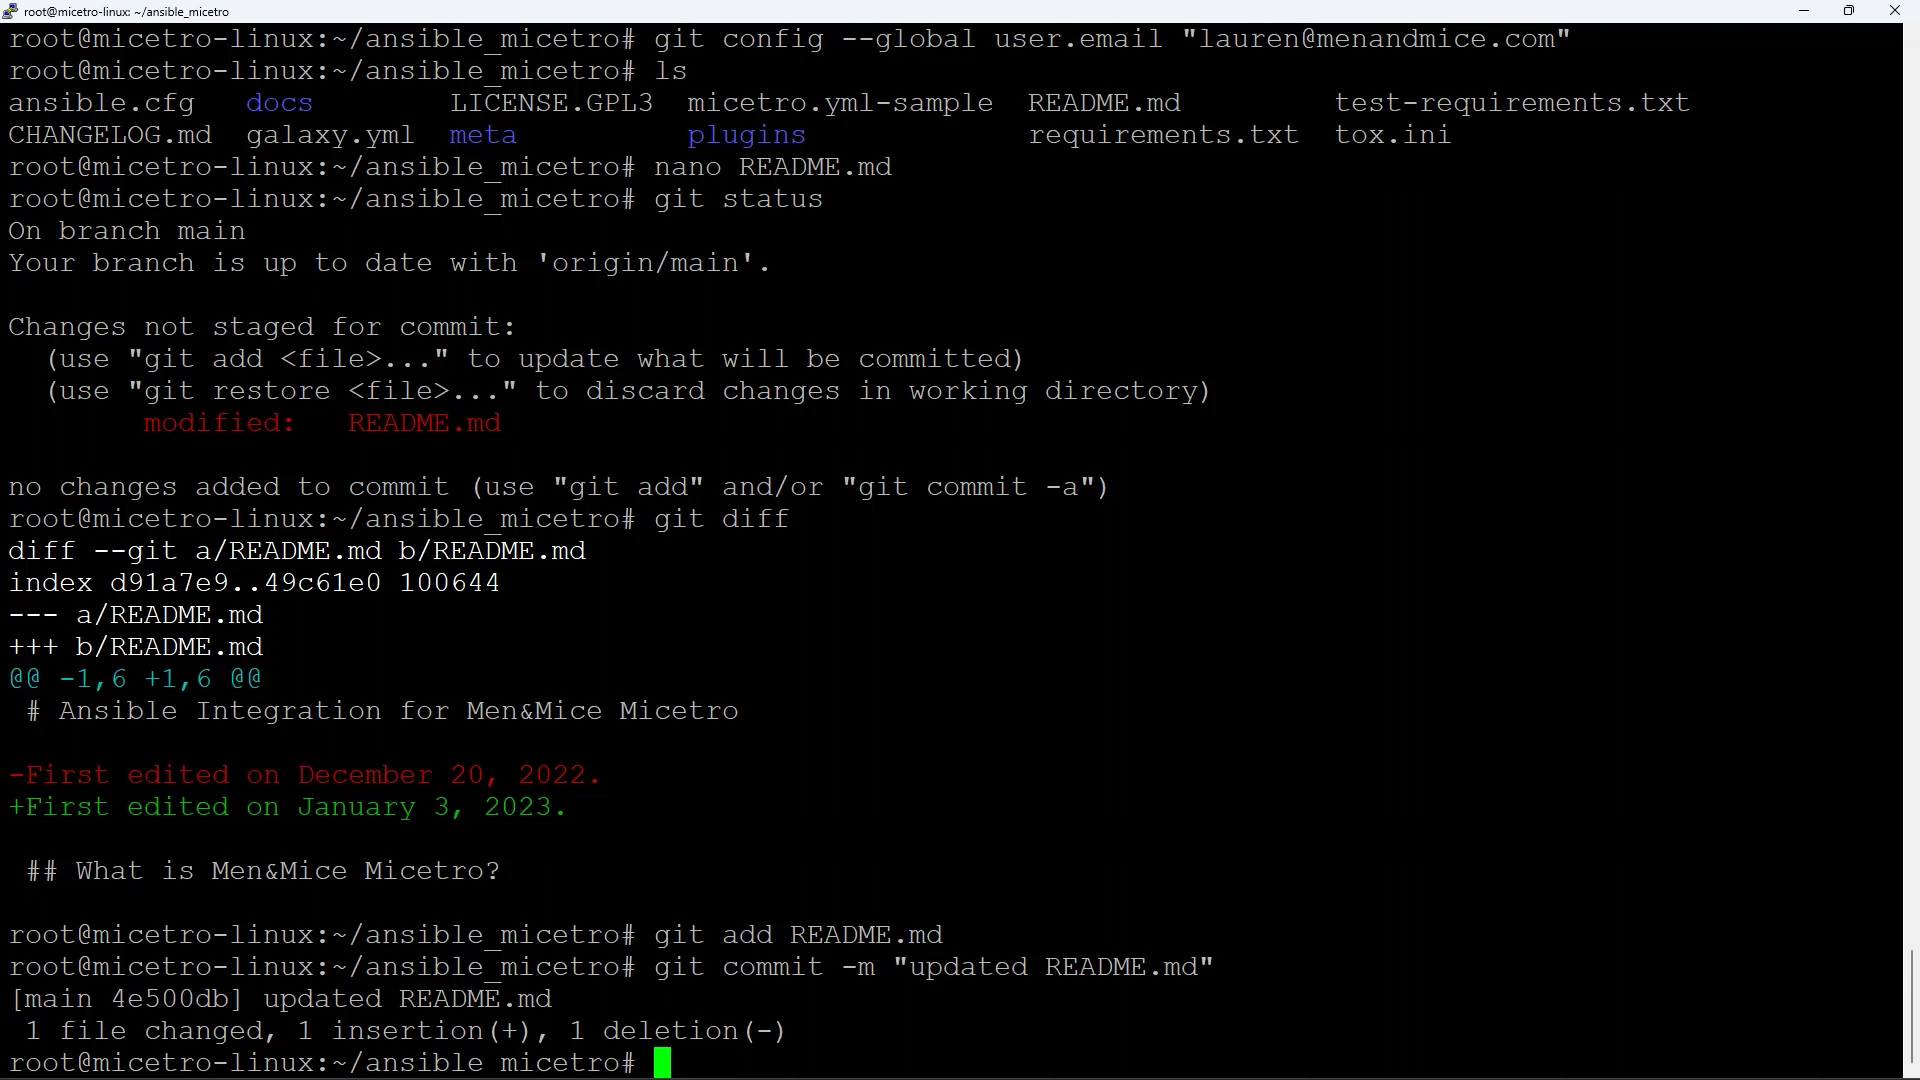 root@micetro-linux: ~/ansible_micetro
root@micetro-linux:~/ansible_micetro# git config --global user.email "lauren@menandmice.com"
root@micetro-linux:~/ansible_micetro# ls
ansible.cfg   docs        LICENSE.GPL3  micetro.yml-sample  README.md         test-requirements.txt
CHANGELOG.md  galaxy.yml  meta          plugins             requirements.txt  tox.ini
root@micetro-linux:~/ansible_micetro# nano README.md
root@micetro-linux:~/ansible_micetro# git status
On branch main
Your branch is up to date with 'origin/main'.
Changes not staged for commit:
  (use "git add <file>..." to update what will be committed)
  (use "git restore <file>..." to discard changes in working directory)
        modified:   README.md
no changes added to commit (use "git add" and/or "git commit -a")
root@micetro-linux:~/ansible_micetro# git diff
diff --git a/README.md b/README.md
index d91a7e9..49c61e0 100644
--- a/README.md
+++ b/README.md
@@ -1,6 +1,6 @@
 # Ansible Integration for Men&Mice Micetro
-First edited on December 20, 2022.
+First edited on January 3, 2023.
 ## What is Men&Mice Micetro?
root@micetro-linux:~/ansible_micetro# git add README.md
root@micetro-linux:~/ansible_micetro# git commit -m "updated README.md"
[main 4e500db] updated README.md
 1 file changed, 1 insertion(+), 1 deletion(-)
root@micetro-linux:~/ansible_micetro#